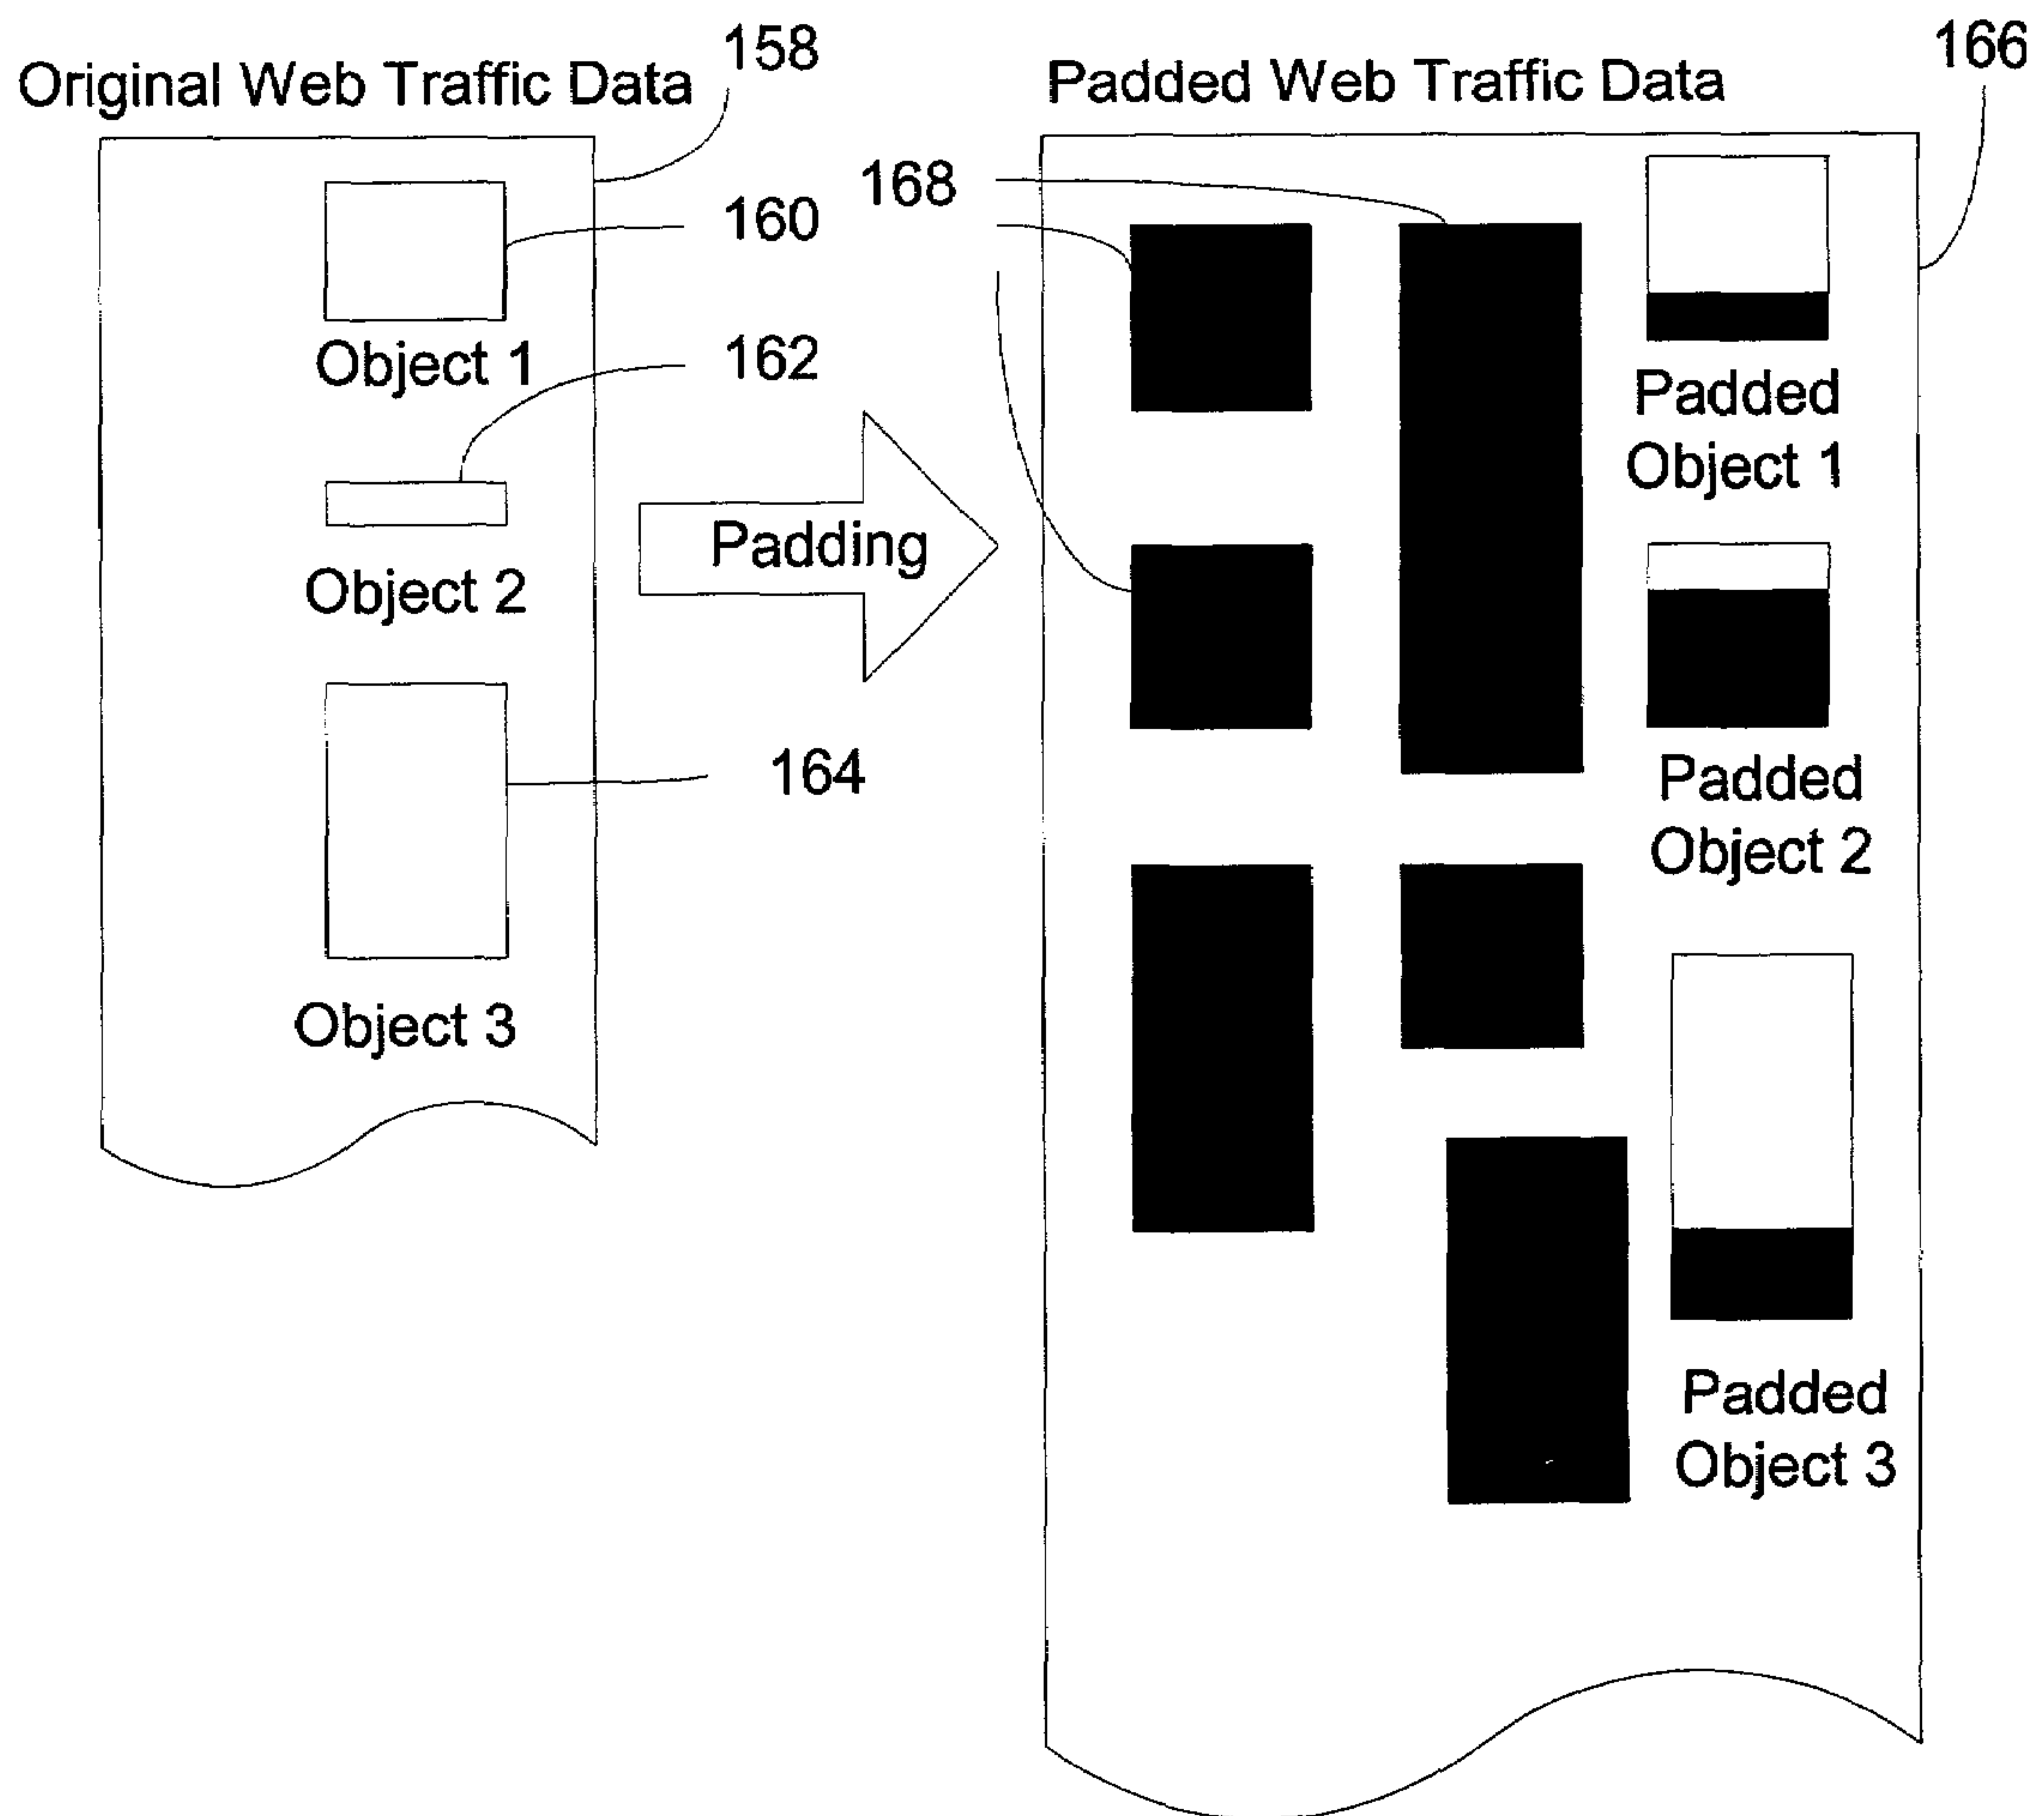 Original Web Traffic Data
158
160
Object 1
162
Object 2
164
Object 3
Padding
Padded Web Traffic Data
166
168
Padded
Object 1
Padded
Object 2
Padded
Object 3